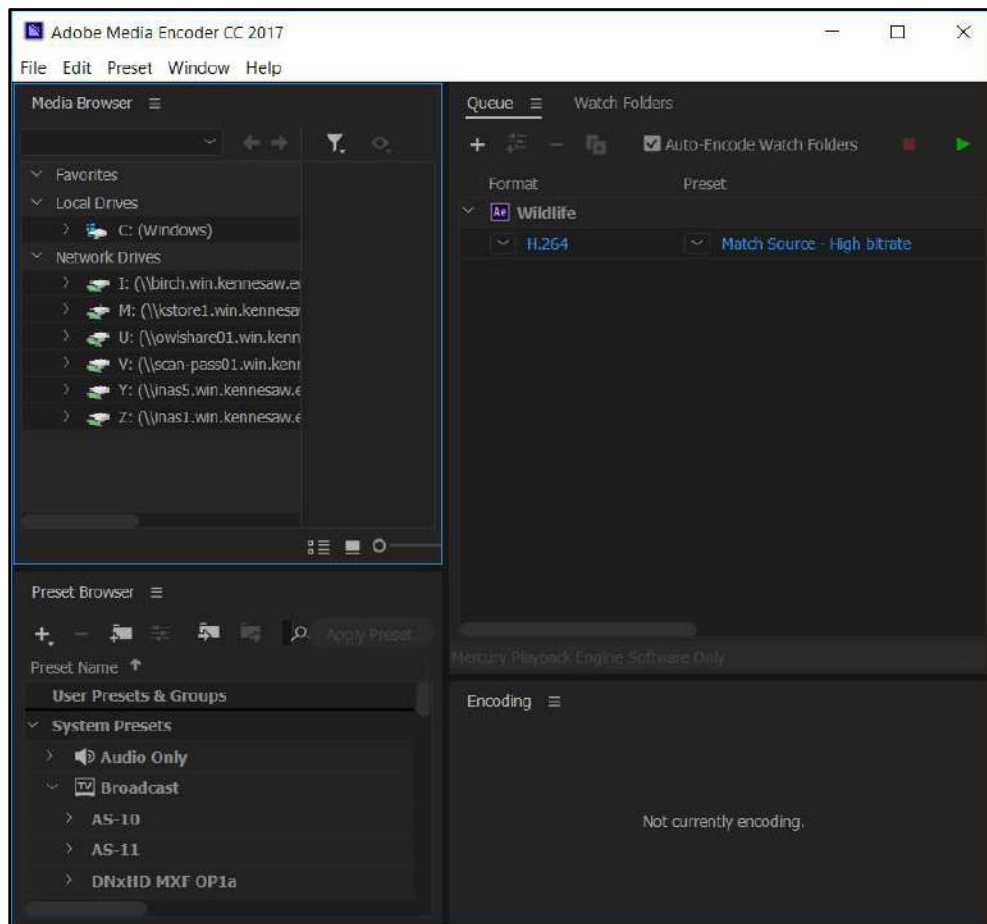 Adobe Media Encoder CC 2017
File Edit Preset Window Help
Media Browser
Favorites
Local Drives
C: (Windows)
Network Drives
I: (\\birch.win.kennesaw.e
M: (\\kstore1.win.kennesa
U: (\\owlshare01.win.kenn
V: (\\scan-pass01.win.kenn
Y: (\\inas5.win.kennesaw.e
Z: (\\inas1.win.kennesaw.e
Preset Browser
Apply Preset
Preset Name
User Presets & Groups
System Presets
Audio Only
TV Broadcast
AS-10
AS-11
DNxHD MXF OP1a
Queue Watch Folders
Auto-Encode Watch Folders
Format Preset
Ae Wildlife
H.264 Match Source - High bitrate
Mercury Playback Engine Software Only
Encoding
Not currently encoding.